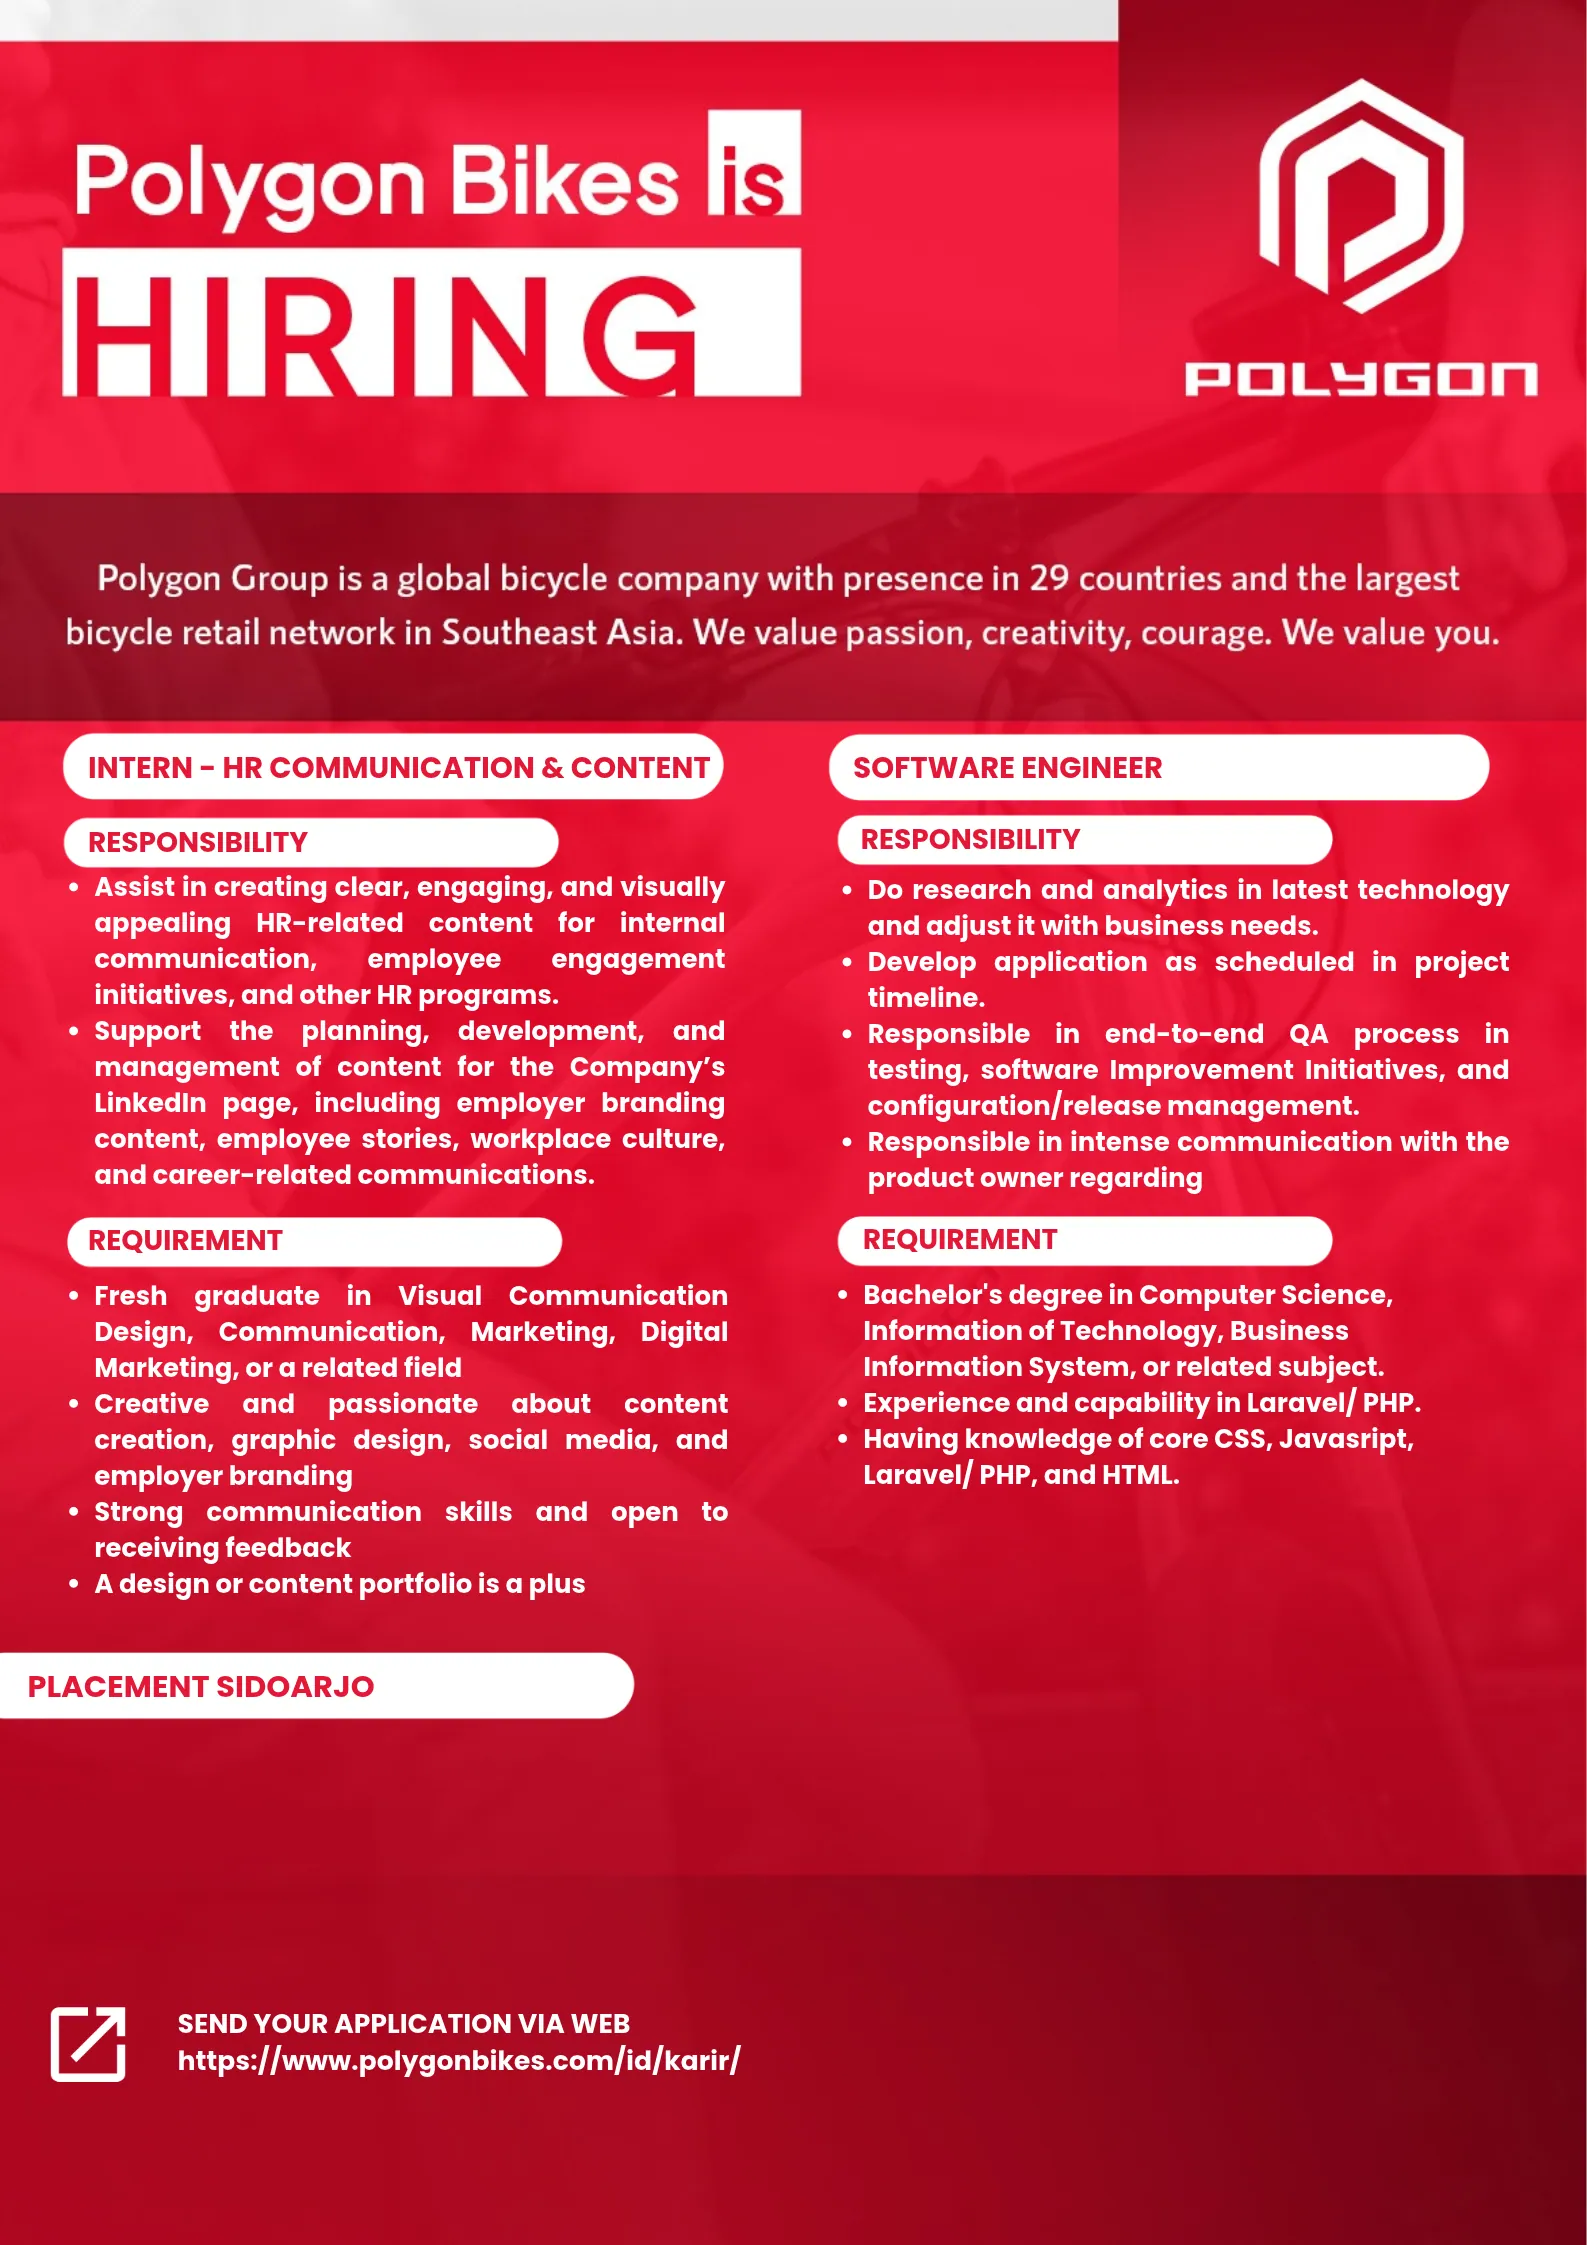 Polygon Bikes is
HIRING
POLYGON
Polygon Group is a global bicycle company with presence in 29 countries and the largest
bicycle retail network in Southeast Asia. We value passion, creativity, courage. We value you.
INTERN - HR COMMUNICATION & CONTENT
RESPONSIBILITY
• Assist in creating clear, engaging, and visually
appealing HR-related content for internal
communication, employee engagement
initiatives, and other HR programs.
• Support the planning, development, and
management of content for the Company’s
LinkedIn page, including employer branding
content, employee stories, workplace culture,
and career-related communications.
REQUIREMENT
• Fresh graduate in Visual Communication
Design, Communication, Marketing, Digital
Marketing, or a related field
• Creative and passionate about content
creation, graphic design, social media, and
employer branding
• Strong communication skills and open to
receiving feedback
• A design or content portfolio is a plus
SOFTWARE ENGINEER
RESPONSIBILITY
• Do research and analytics in latest technology
and adjust it with business needs.
• Develop application as scheduled in project
timeline.
• Responsible in end-to-end QA process in
testing, software Improvement Initiatives, and
configuration/release management.
• Responsible in intense communication with the
product owner regarding
REQUIREMENT
• Bachelor's degree in Computer Science,
Information of Technology, Business
Information System, or related subject.
• Experience and capability in Laravel/ PHP.
• Having knowledge of core CSS, Javasript,
Laravel/ PHP, and HTML.
PLACEMENT SIDOARJO
SEND YOUR APPLICATION VIA WEB
https://www.polygonbikes.com/id/karir/